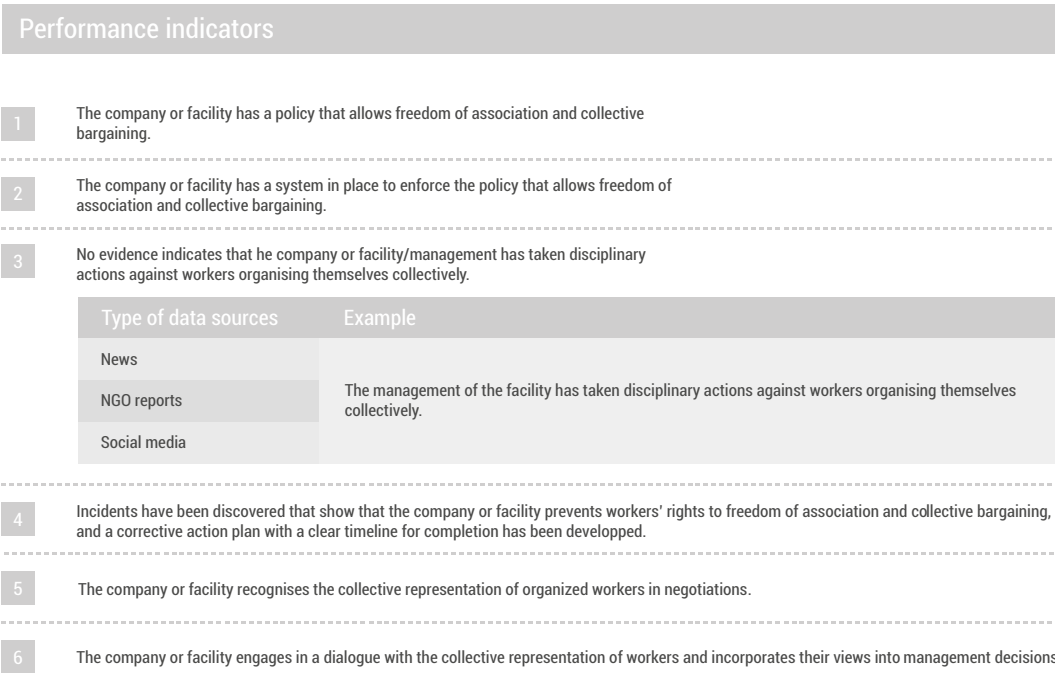 Performance indicators
1
The company or facility has a policy that allows freedom of association and collective
bargaining.
2
The company or facility has a system in place to enforce the policy that allows freedom of
association and collective bargaining.
3
No evidence indicates that he company or facility/management has taken disciplinary
actions against workers organising themselves collectively.
Type of data sources
Example
News
NGO reports
Social media
The management of the facility has taken disciplinary actions against workers organising themselves
collectively.
4
Incidents have been discovered that show that the company or facility prevents workers' rights to freedom of association and collective bargaining,
and a corrective action plan with a clear timeline for completion has been developped.
5
The company or facility recognises the collective representation of organized workers in negotiations.
6
The company or facility engages in a dialogue with the collective representation of workers and incorporates their views into management decisions